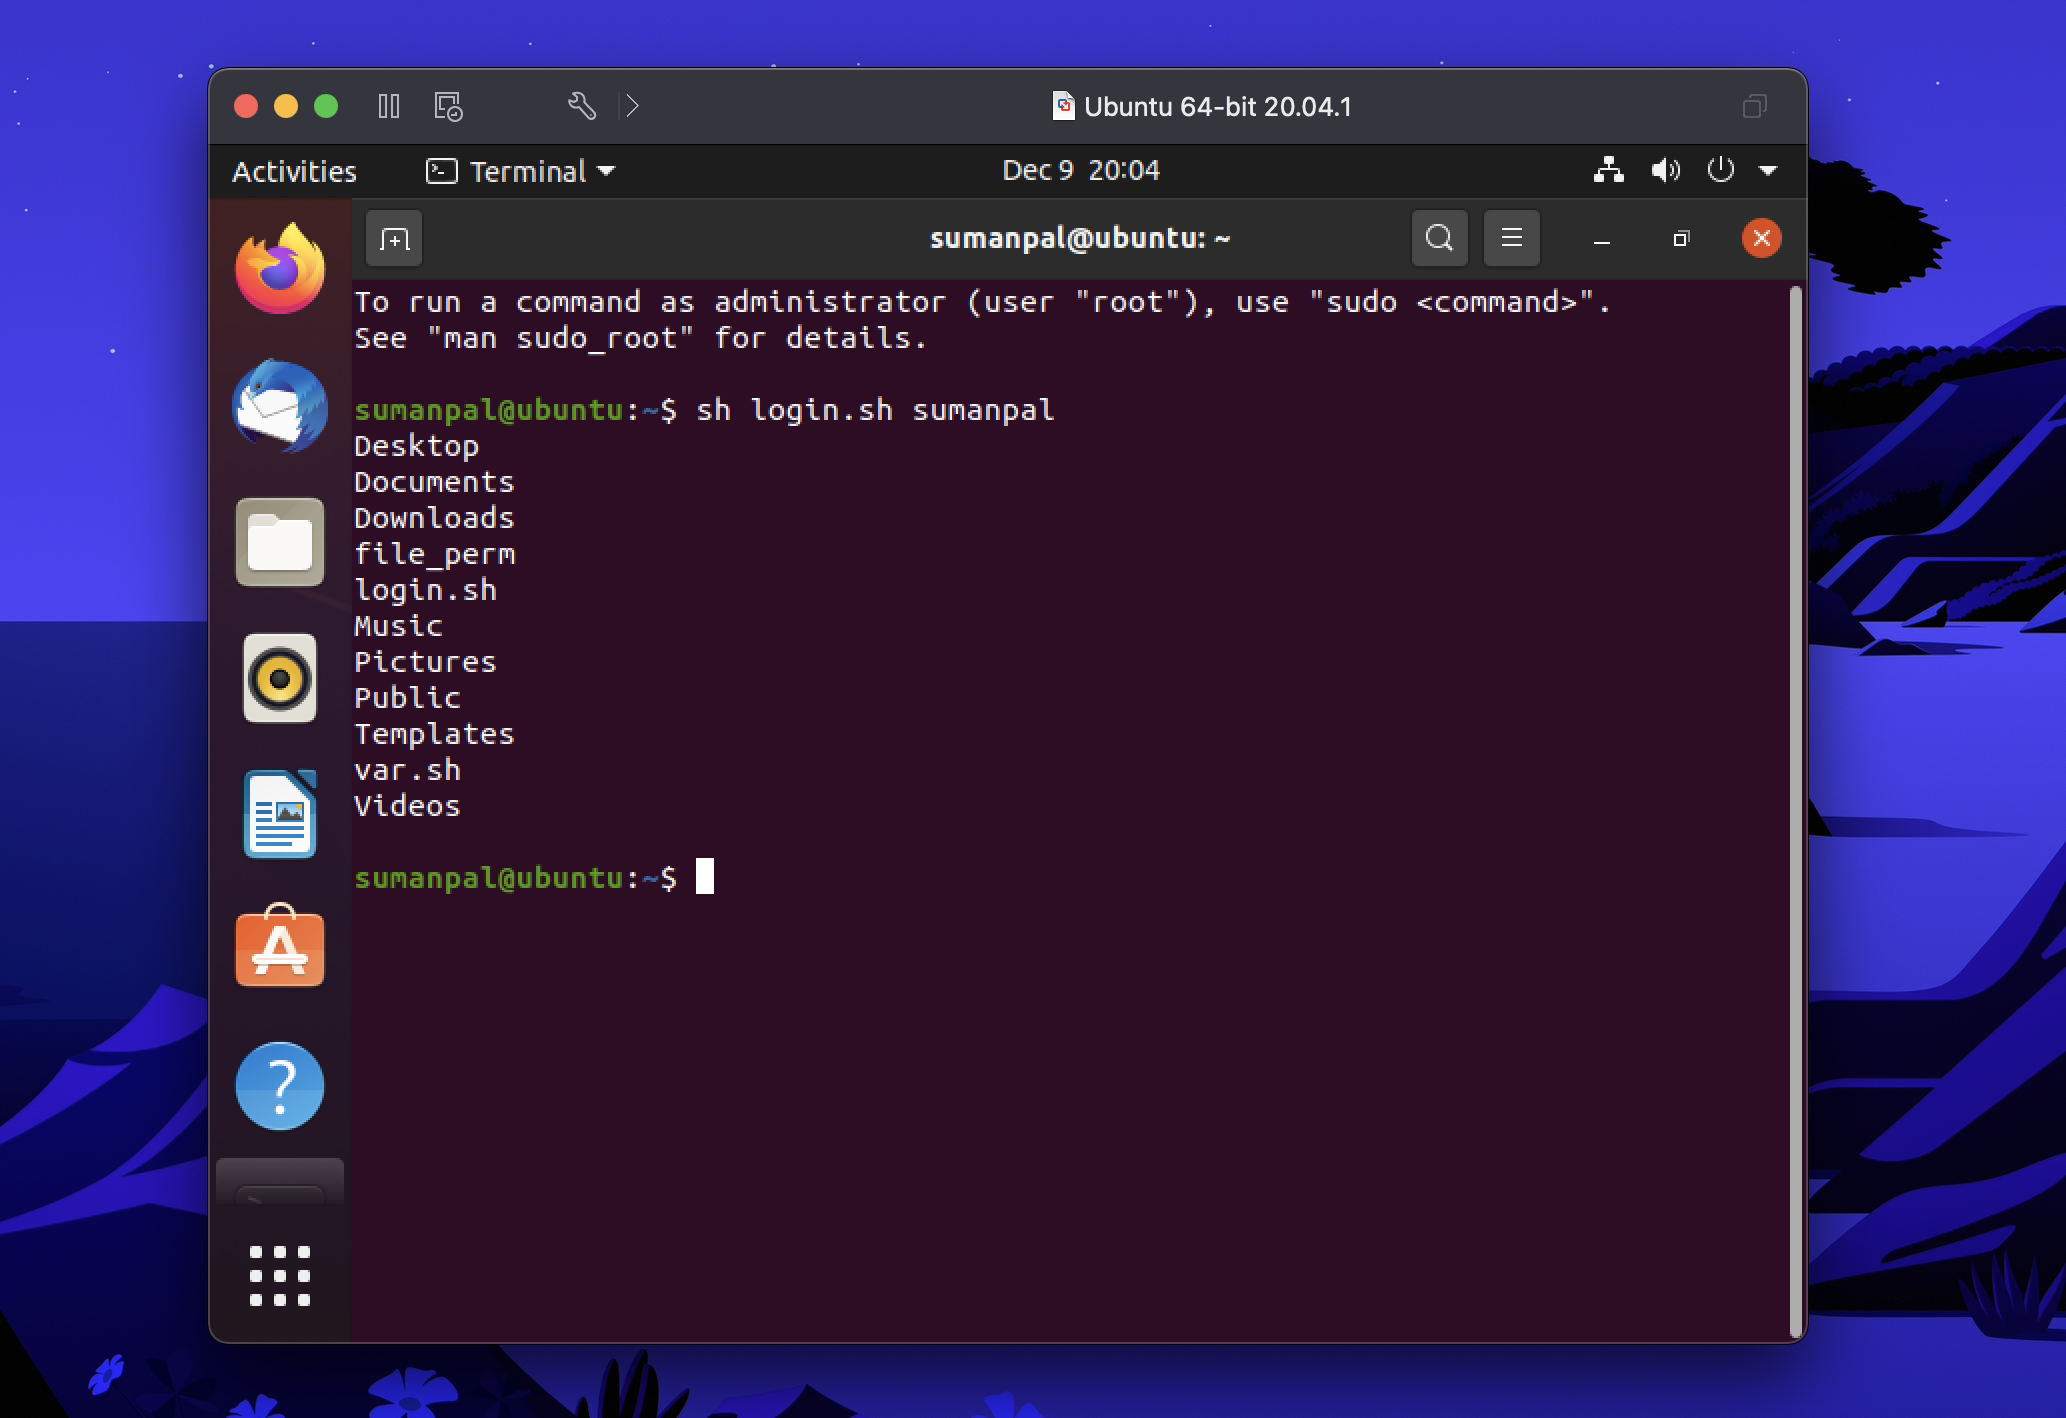 Ubuntu 64-bit 20.04.1
Activities
Terminal
Dec 9 20:04
sumanpal@ubuntu: ~
To run a command as administrator (user "root"), use "sudo <command>".
See "man sudo_root" for details.
sumanpal@ubuntu:~$ sh login.sh sumanpal
Desktop
Documents
Downloads
file_perm
login.sh
Music
Pictures
Public
Templates
var.sh
Videos
sumanpal@ubuntu:~$